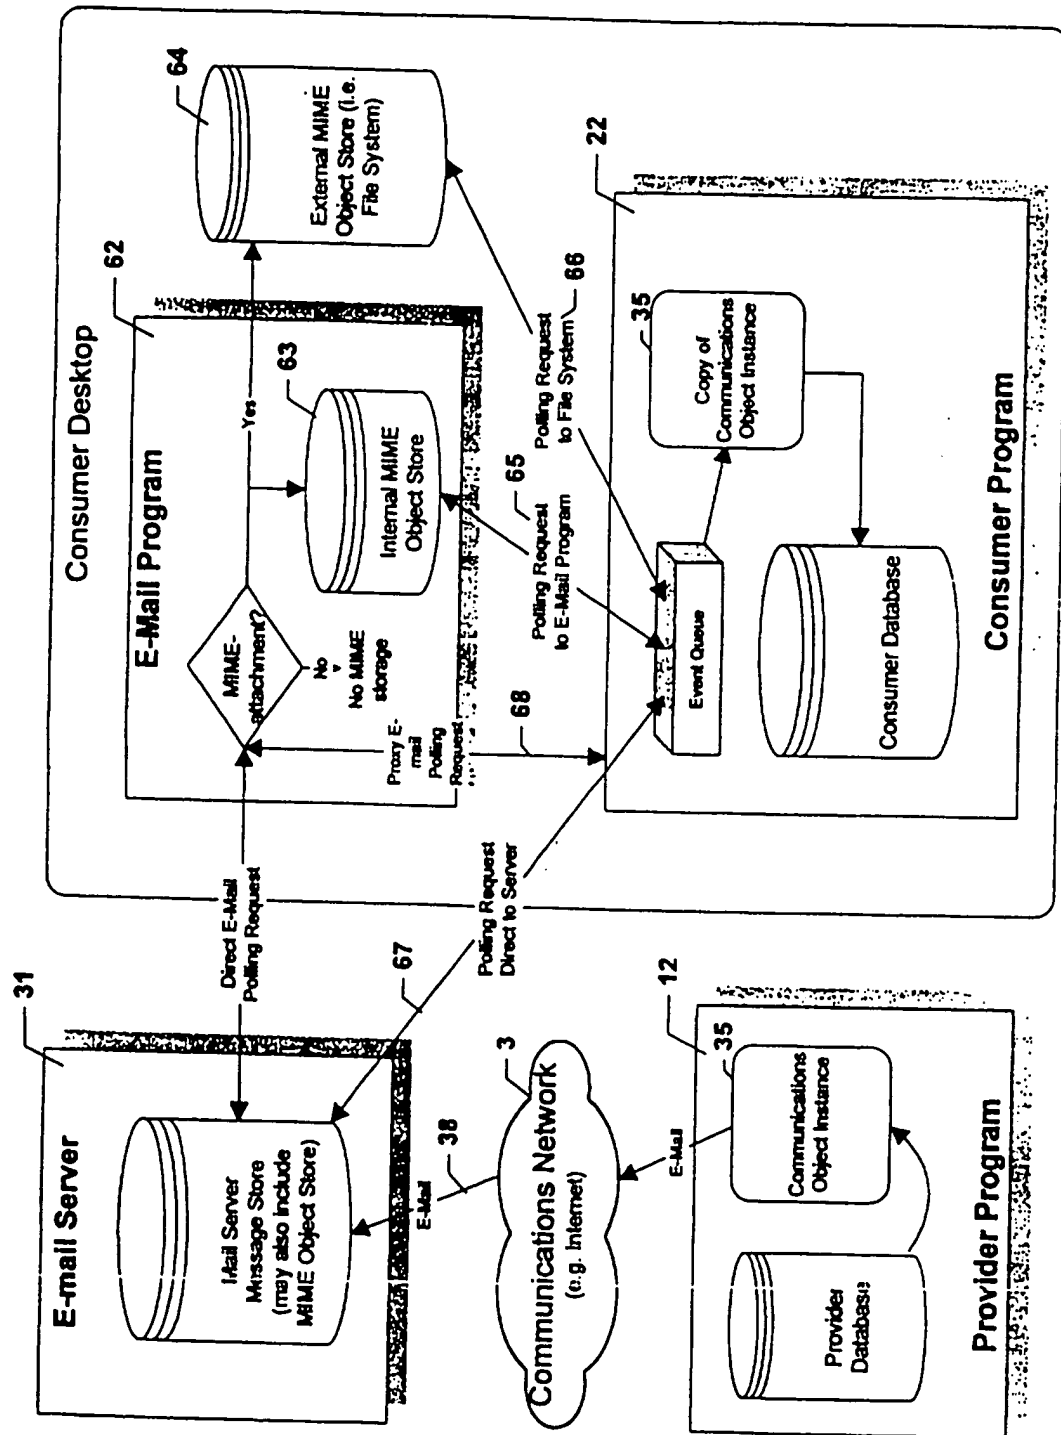 31
E-mail Server
Mail Server
Message Store
(may also include
MIME Object Store)
Direct E-Mail
Polling Request
67
Polling Request
Direct to Server
E-Mail
38
3
Communications Network
(e.g. Internet)
E-Mail
12
35
Communications
Object Instance
Provider
Database
Provider Program
Consumer Desktop
62
E-Mail Program
MIME-
attachment?
Yes
No
No MIME
storage
63
Internal MIME
Object Store
64
External MIME
Object Store (i.e.
File System)
Proxy E-
mail
Polling
Request
68
65
Polling Request
to E-Mail Program
66
Polling Request
to File System
22
35
Copy of
Communications
Object Instance
Event Queue
Consumer Database
Consumer Program